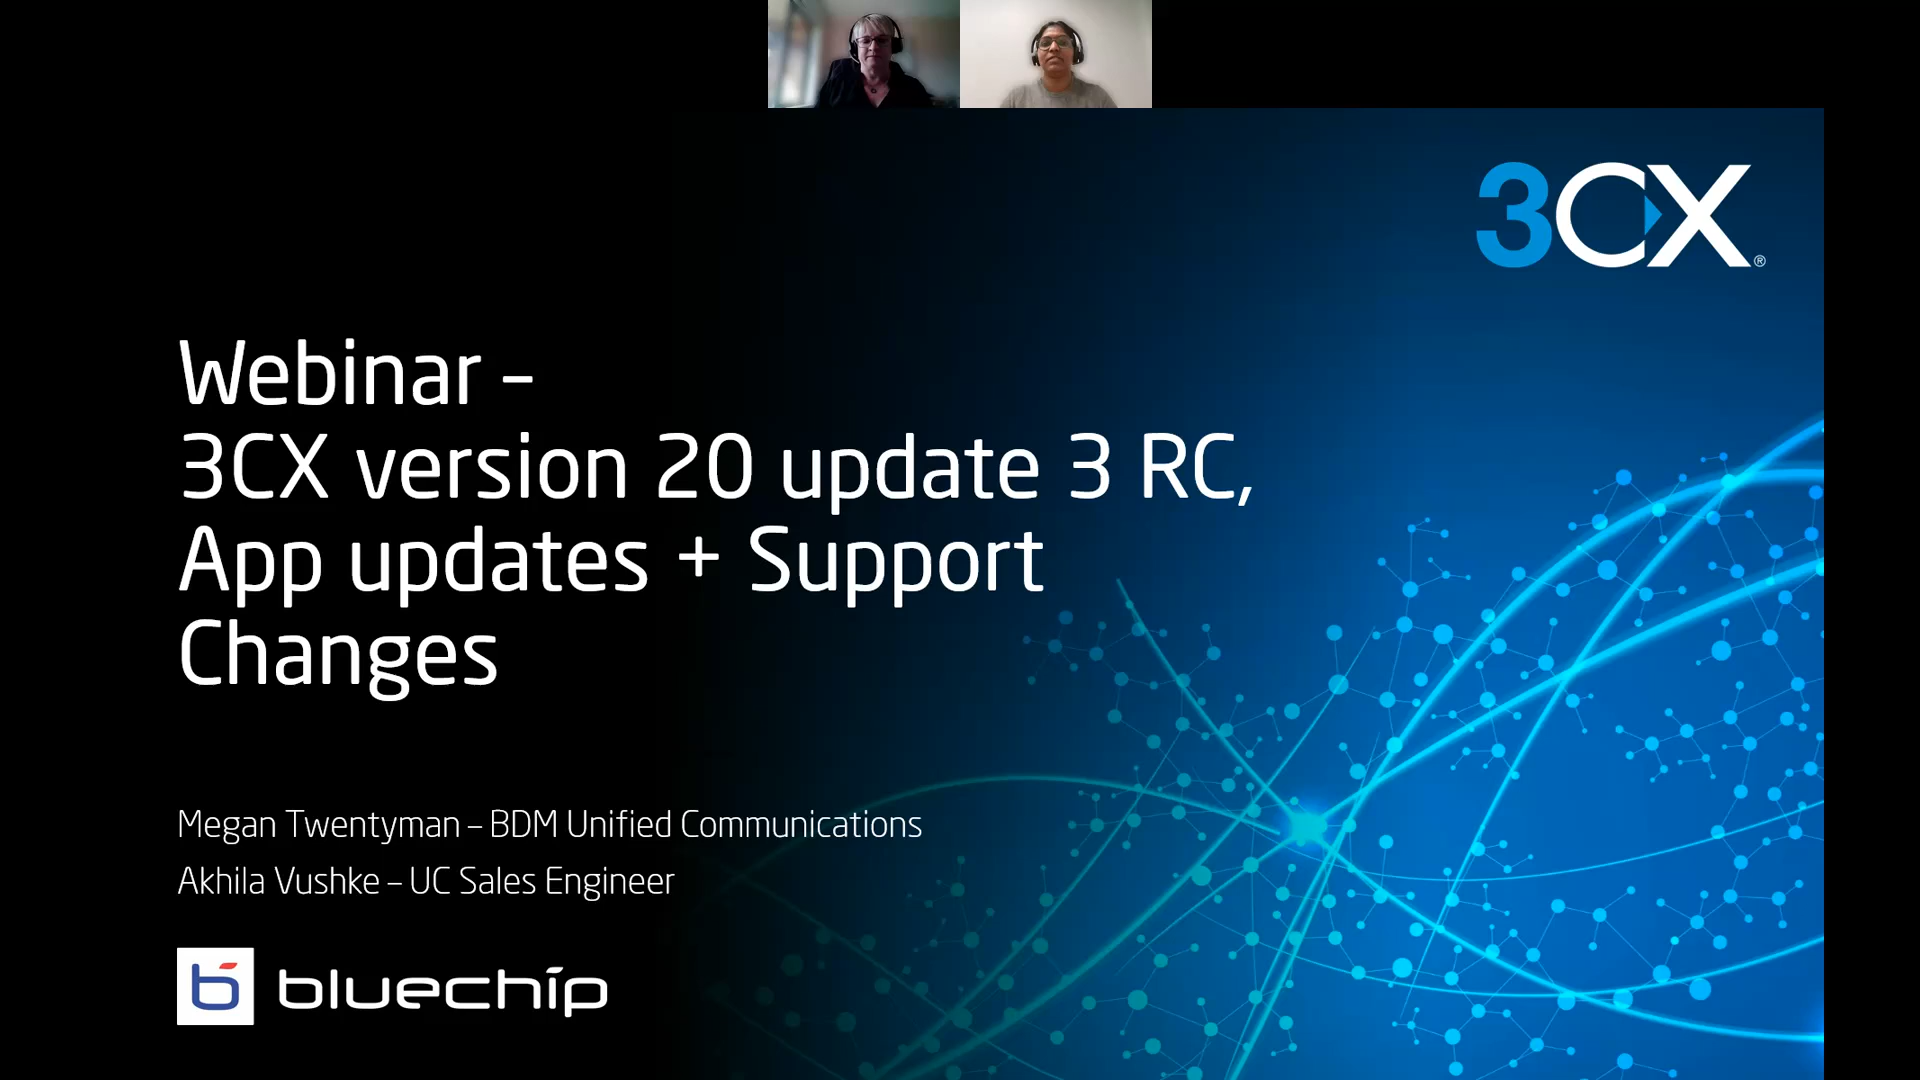 3CX®
Webinar –
3CX version 20 update 3 RC,
App updates + Support
Changes
Megan Twentyman – BDM Unified Communications
Akhila Vushke – UC Sales Engineer
b bluechip